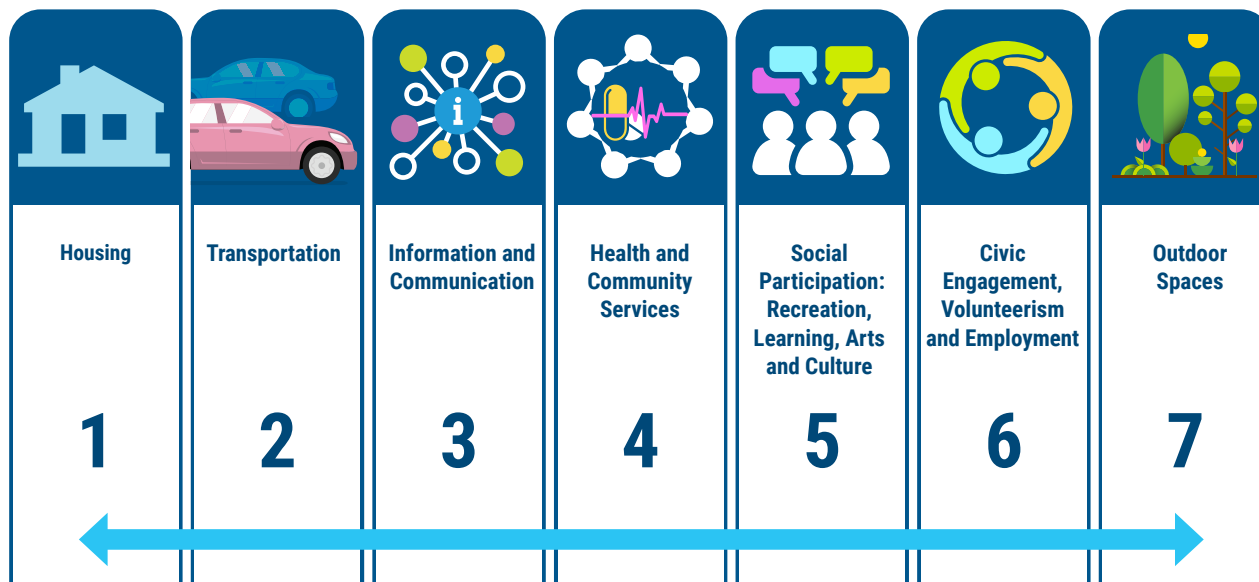 i
Housing
1
Transportation
2
Information and
Communication
3
Health and
Community
Services
4
Social
Participation:
Recreation,
Learning, Arts
and Culture
5
Civic
Engagement,
Volunteerism
and Employment
6
Outdoor
Spaces
7